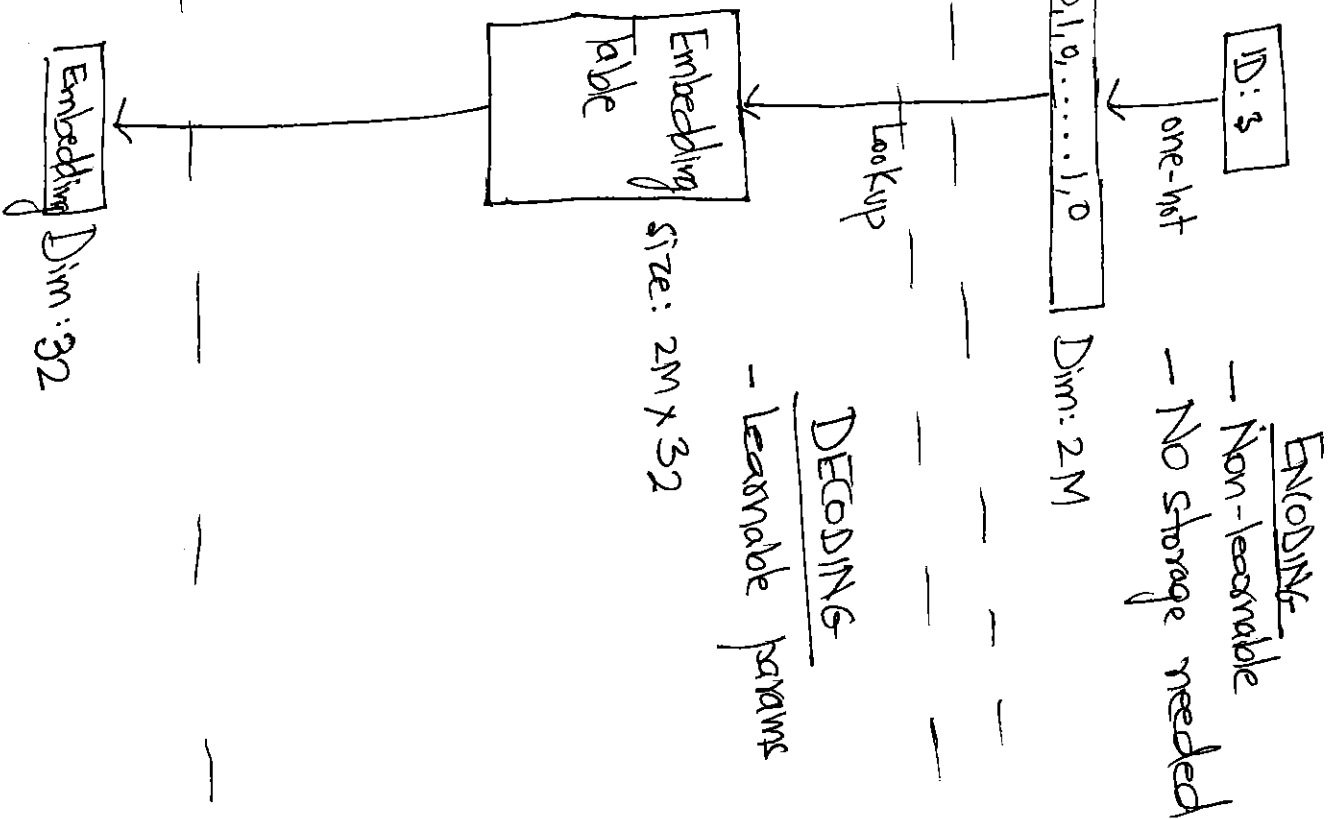 ENCODING
- Non-learnable
- No storage needed
ID: 3
one-hot
0,1,0,......1,0
Dim: 2M
Lookup
DECODING
- Learnable params
Embedding
Table
size: 2M x 32
Embedding
Dim: 32